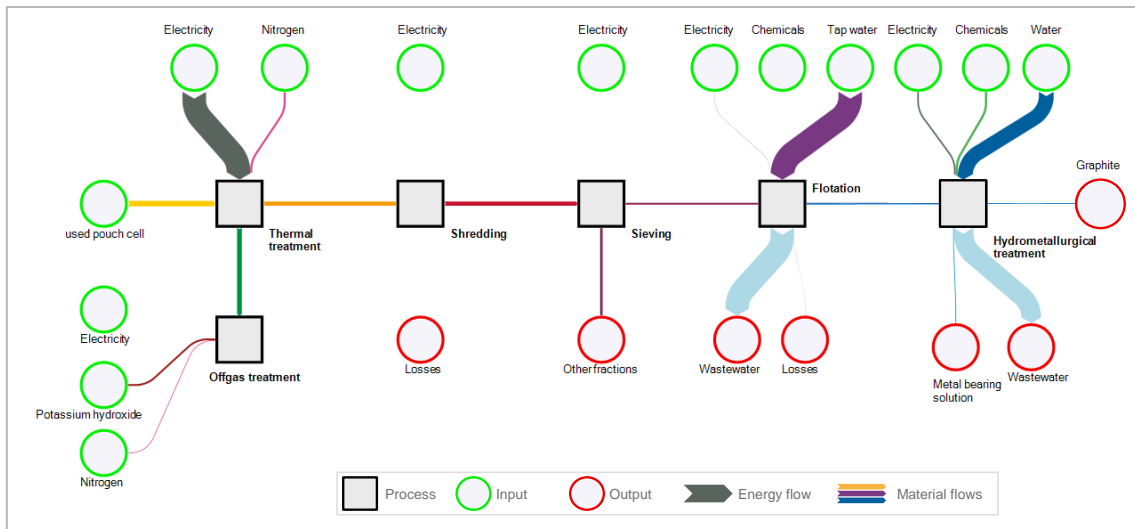 Electricity
Nitrogen
Electricity
Electricity
Electricity
Chemicals
Tap water
Electricity
Chemicals
Water
Graphite
used pouch cell
Thermal
treatment
Shredding
Sieving
Flotation
Hydrometallurgical
treatment
Electricity
Offgas treatment
Losses
Other fractions
Wastewater
Losses
Metal bearing
solution
Wastewater
Potassium hydroxide
Nitrogen
Process
Input
Output
Energy flow
Material flows